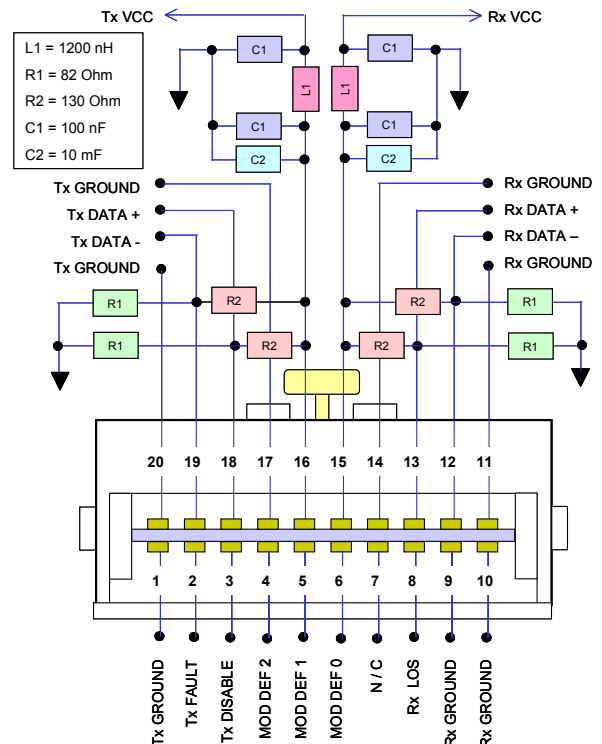 Tx VCC
Rx VCC
L1 = 1200 nH
R1 = 82 Ohm
R2 = 130 Ohm
C1 = 100 nF
C2 = 10 mF
C1
C1
L1
L1
C1
C1
C2
C2
Tx GROUND
Rx GROUND
Tx DATA +
Rx DATA +
Tx DATA -
Rx DATA –
Tx GROUND
Rx GROUND
R1
R2
R2
R1
R1
R2
R2
R1
20 19 18 17 16 15 14 13 12 11
1 2 3 4 5 6 7 8 9 10
Tx GROUND
Tx FAULT
Tx DISABLE
MOD DEF 2
MOD DEF 1
MOD DEF 0
N / C
Rx LOS
Rx GROUND
Rx GROUND